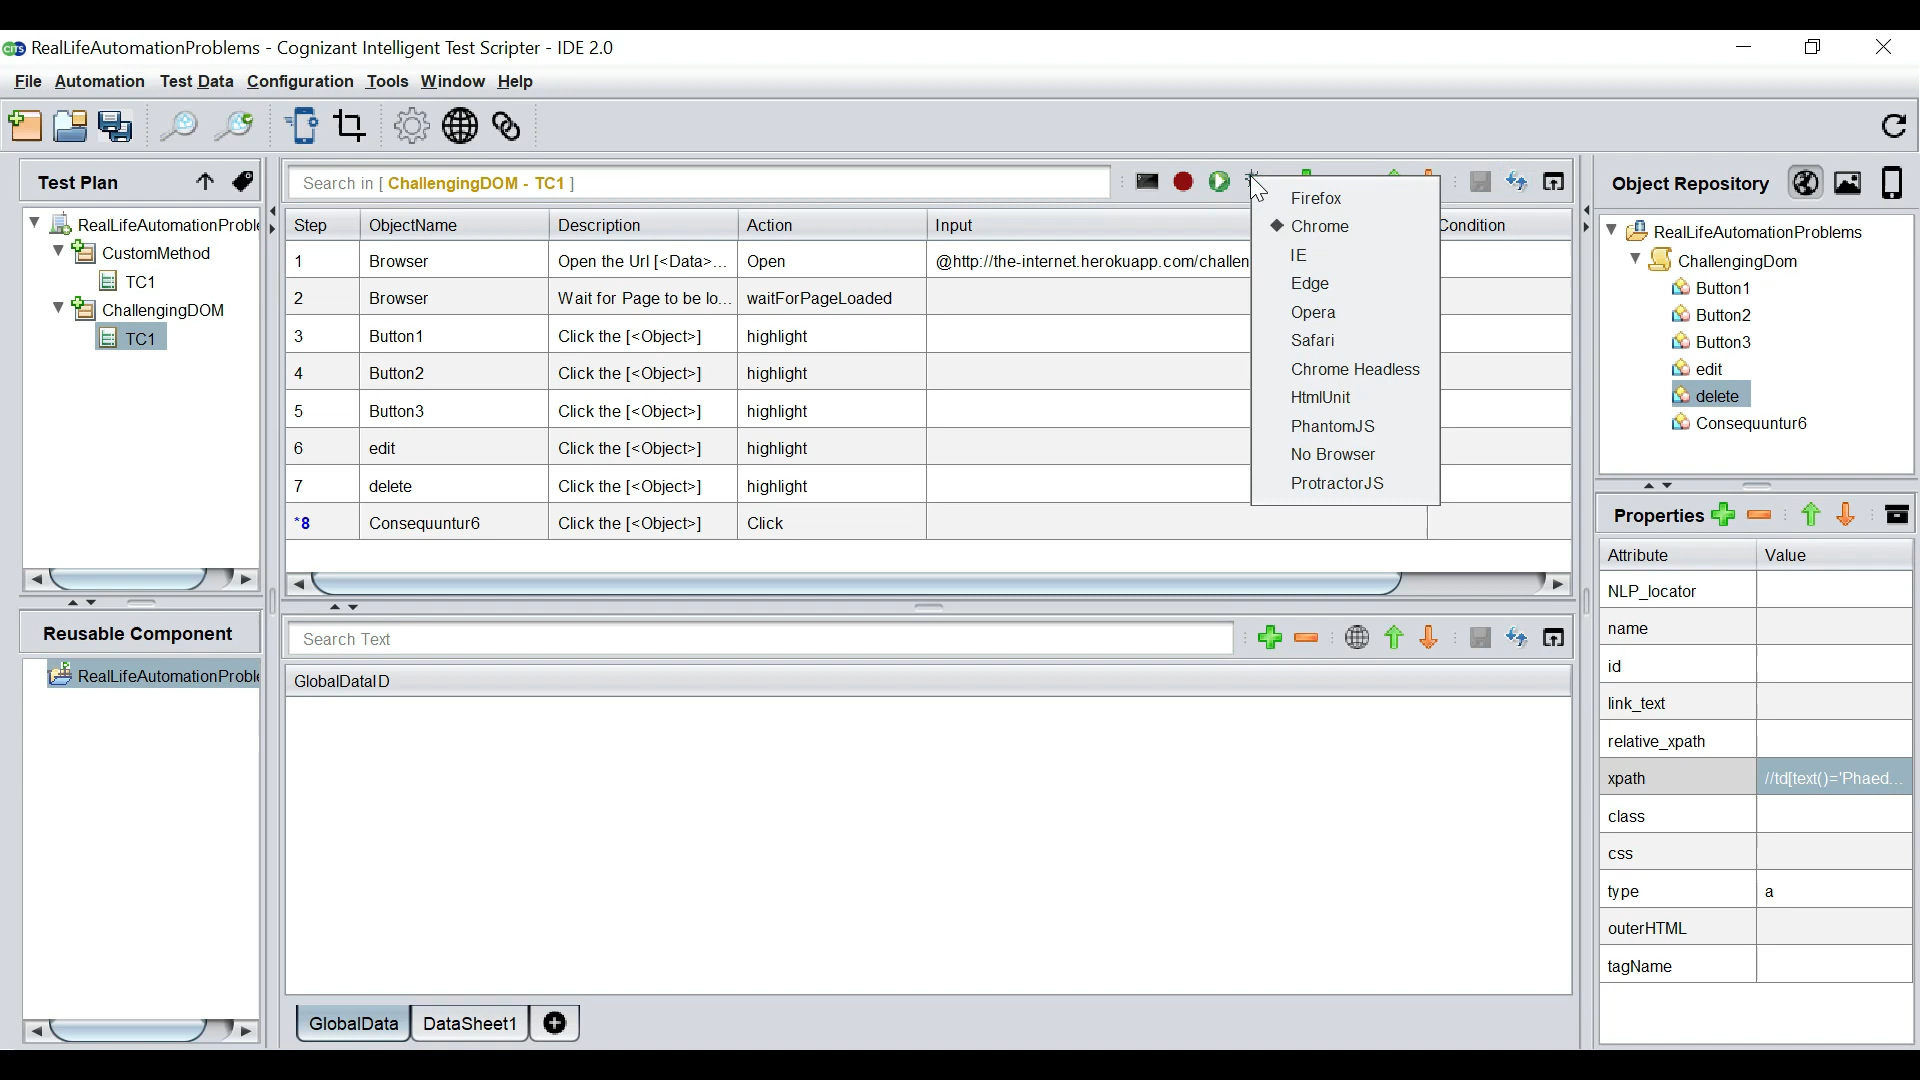 RealLifeAutomationProblems - Cognizant Intelligent Test Scripter - IDE 2.0
File Automation Test Data Configuration Tools Window Help
Test Plan
RealLifeAutomationProble
CustomMethod
TC1
ChallengingDOM
TC1
Reusable Component
RealLifeAutomationProble
Search in [ ChallengingDOM - TC1 ]
Step ObjectName Description Action Input Condition
1 Browser Open the Url [<Data>... Open @http://the-internet.herokuapp.com/challen
2 Browser Wait for Page to be lo... waitForPageLoaded
3 Button1 Click the [<Object>] highlight
4 Button2 Click the [<Object>] highlight
5 Button3 Click the [<Object>] highlight
6 edit Click the [<Object>] highlight
7 delete Click the [<Object>] highlight
*8 Consequuntur6 Click the [<Object>] Click
Firefox
Chrome
IE
Edge
Opera
Safari
Chrome Headless
HtmlUnit
PhantomJS
No Browser
ProtractorJS
Search Text
GlobalDataID
GlobalData DataSheet1
Object Repository
RealLifeAutomationProblems
ChallengingDom
Button1
Button2
Button3
edit
delete
Consequuntur6
Properties
Attribute Value
NLP_locator
name
id
link_text
relative_xpath
xpath //td[text()='Phaed...
class
css
type a
outerHTML
tagName